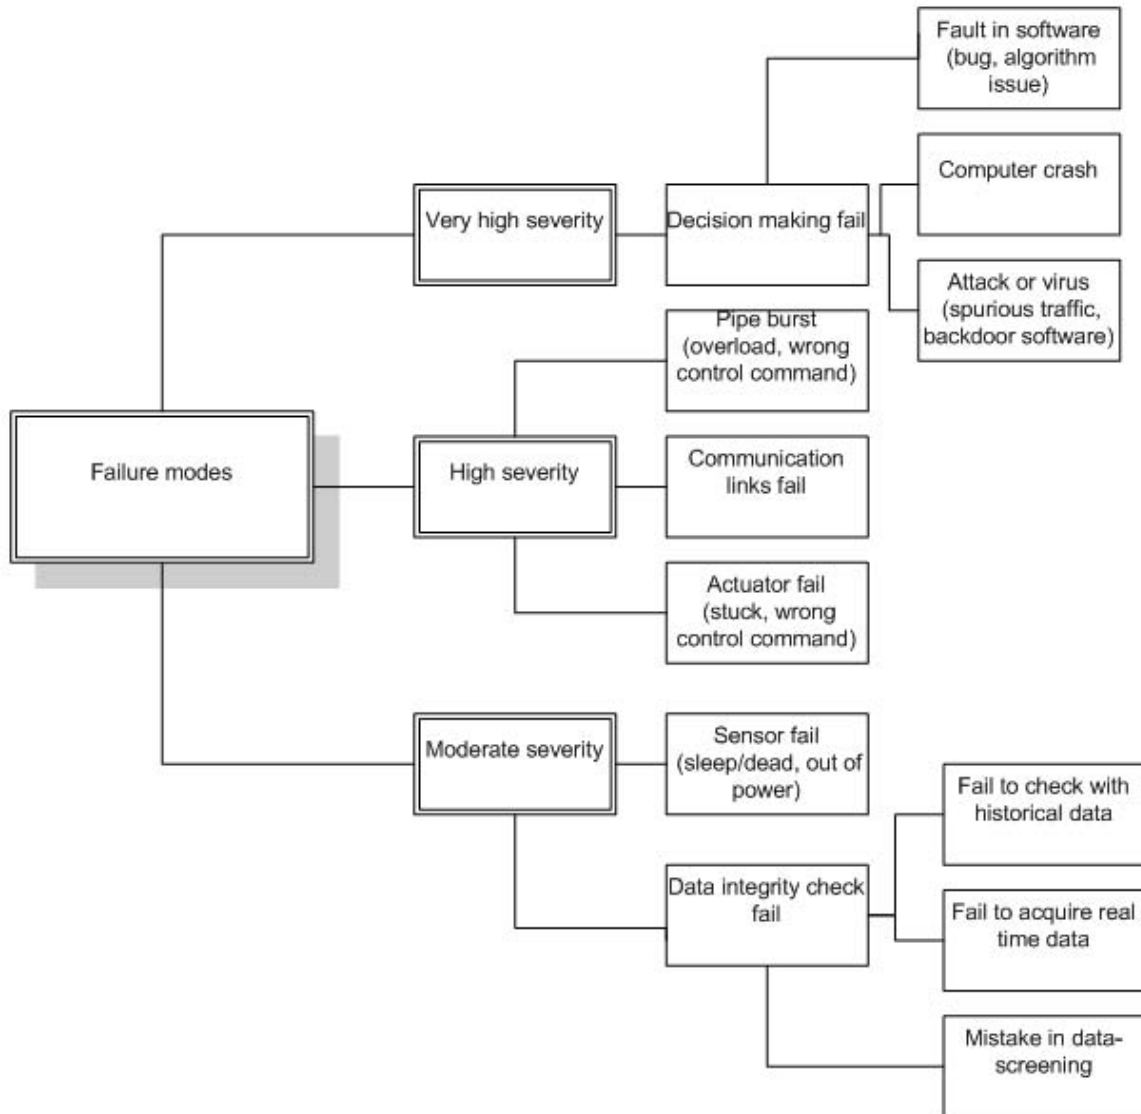 Fault in software
(bug, algorithm
issue)
Computer crash
Very high severity
Decision making fail
Attack or virus
(spurious traffic,
backdoor software)
Pipe burst
(overload, wrong
control command)
Failure modes
High severity
Communication
links fail
Actuator fail
(stuck, wrong
control command)
Moderate severity
Sensor fail
(sleep/dead, out of
power)
Fail to check with
historical data
Data integrity check
fail
Fail to acquire real
time data
Mistake in data-
screening